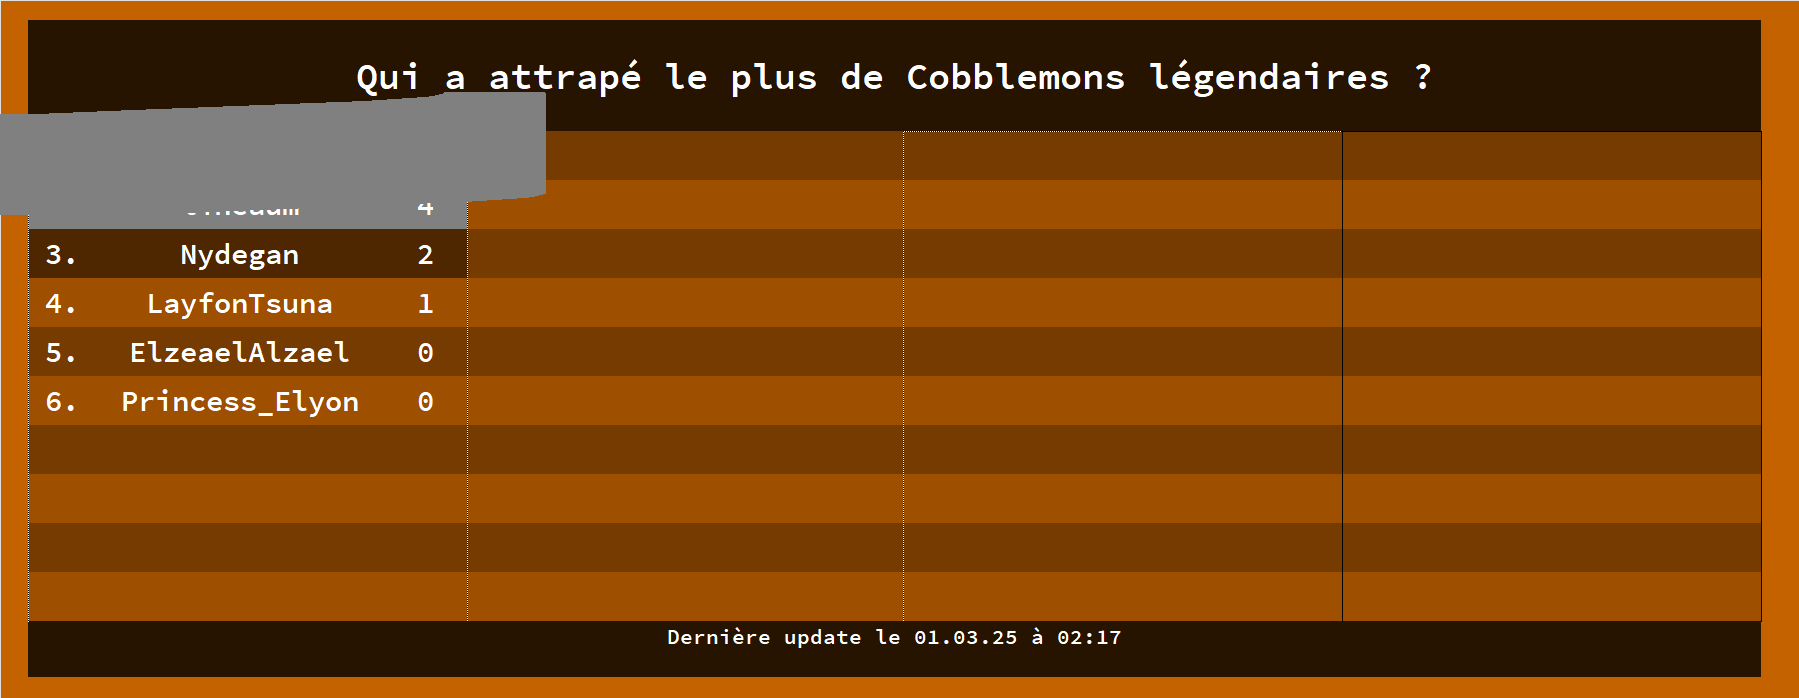 Qui a attrapé le plus de Cobblemons légendaires ?
4
3. Nydegan 2
4. LayfonTsuna 1
5. ElzeaelAlzael 0
6. Princess_Elyon 0
Dernière update le 01.03.25 à 02:17